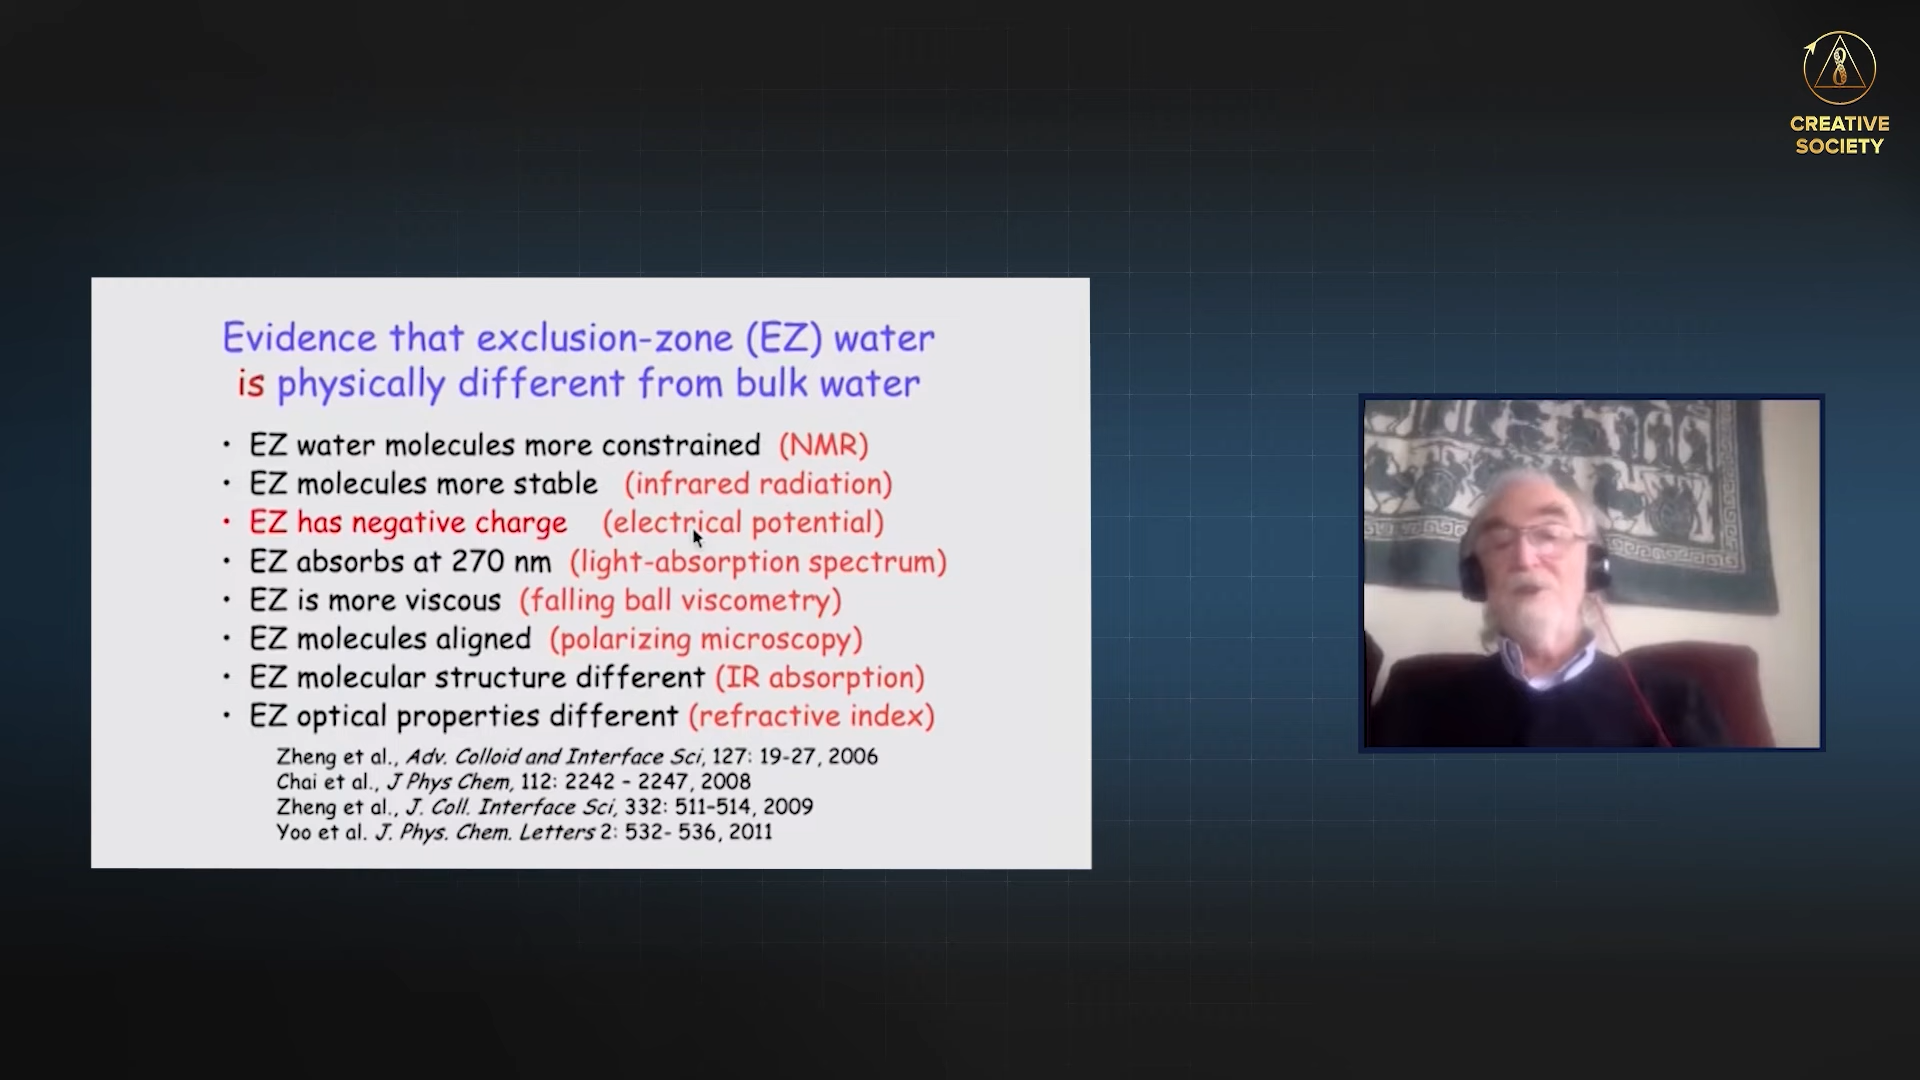 CREATIVE
SOCIETY
Evidence that exclusion-zone (EZ) water
is physically different from bulk water
• EZ water molecules more constrained (NMR)
• EZ molecules more stable (infrared radiation)
• EZ has negative charge (electrical potential)
• EZ absorbs at 270 nm (light-absorption spectrum)
• EZ is more viscous (falling ball viscometry)
• EZ molecules aligned (polarizing microscopy)
• EZ molecular structure different (IR absorption)
• EZ optical properties different (refractive index)
Zheng et al., Adv. Colloid and Interface Sci, 127: 19-27, 2006
Chai et al., J Phys Chem, 112: 2242 - 2247, 2008
Zheng et al., J. Coll. Interface Sci, 332: 511-514, 2009
Yoo et al. J. Phys. Chem. Letters 2: 532- 536, 2011